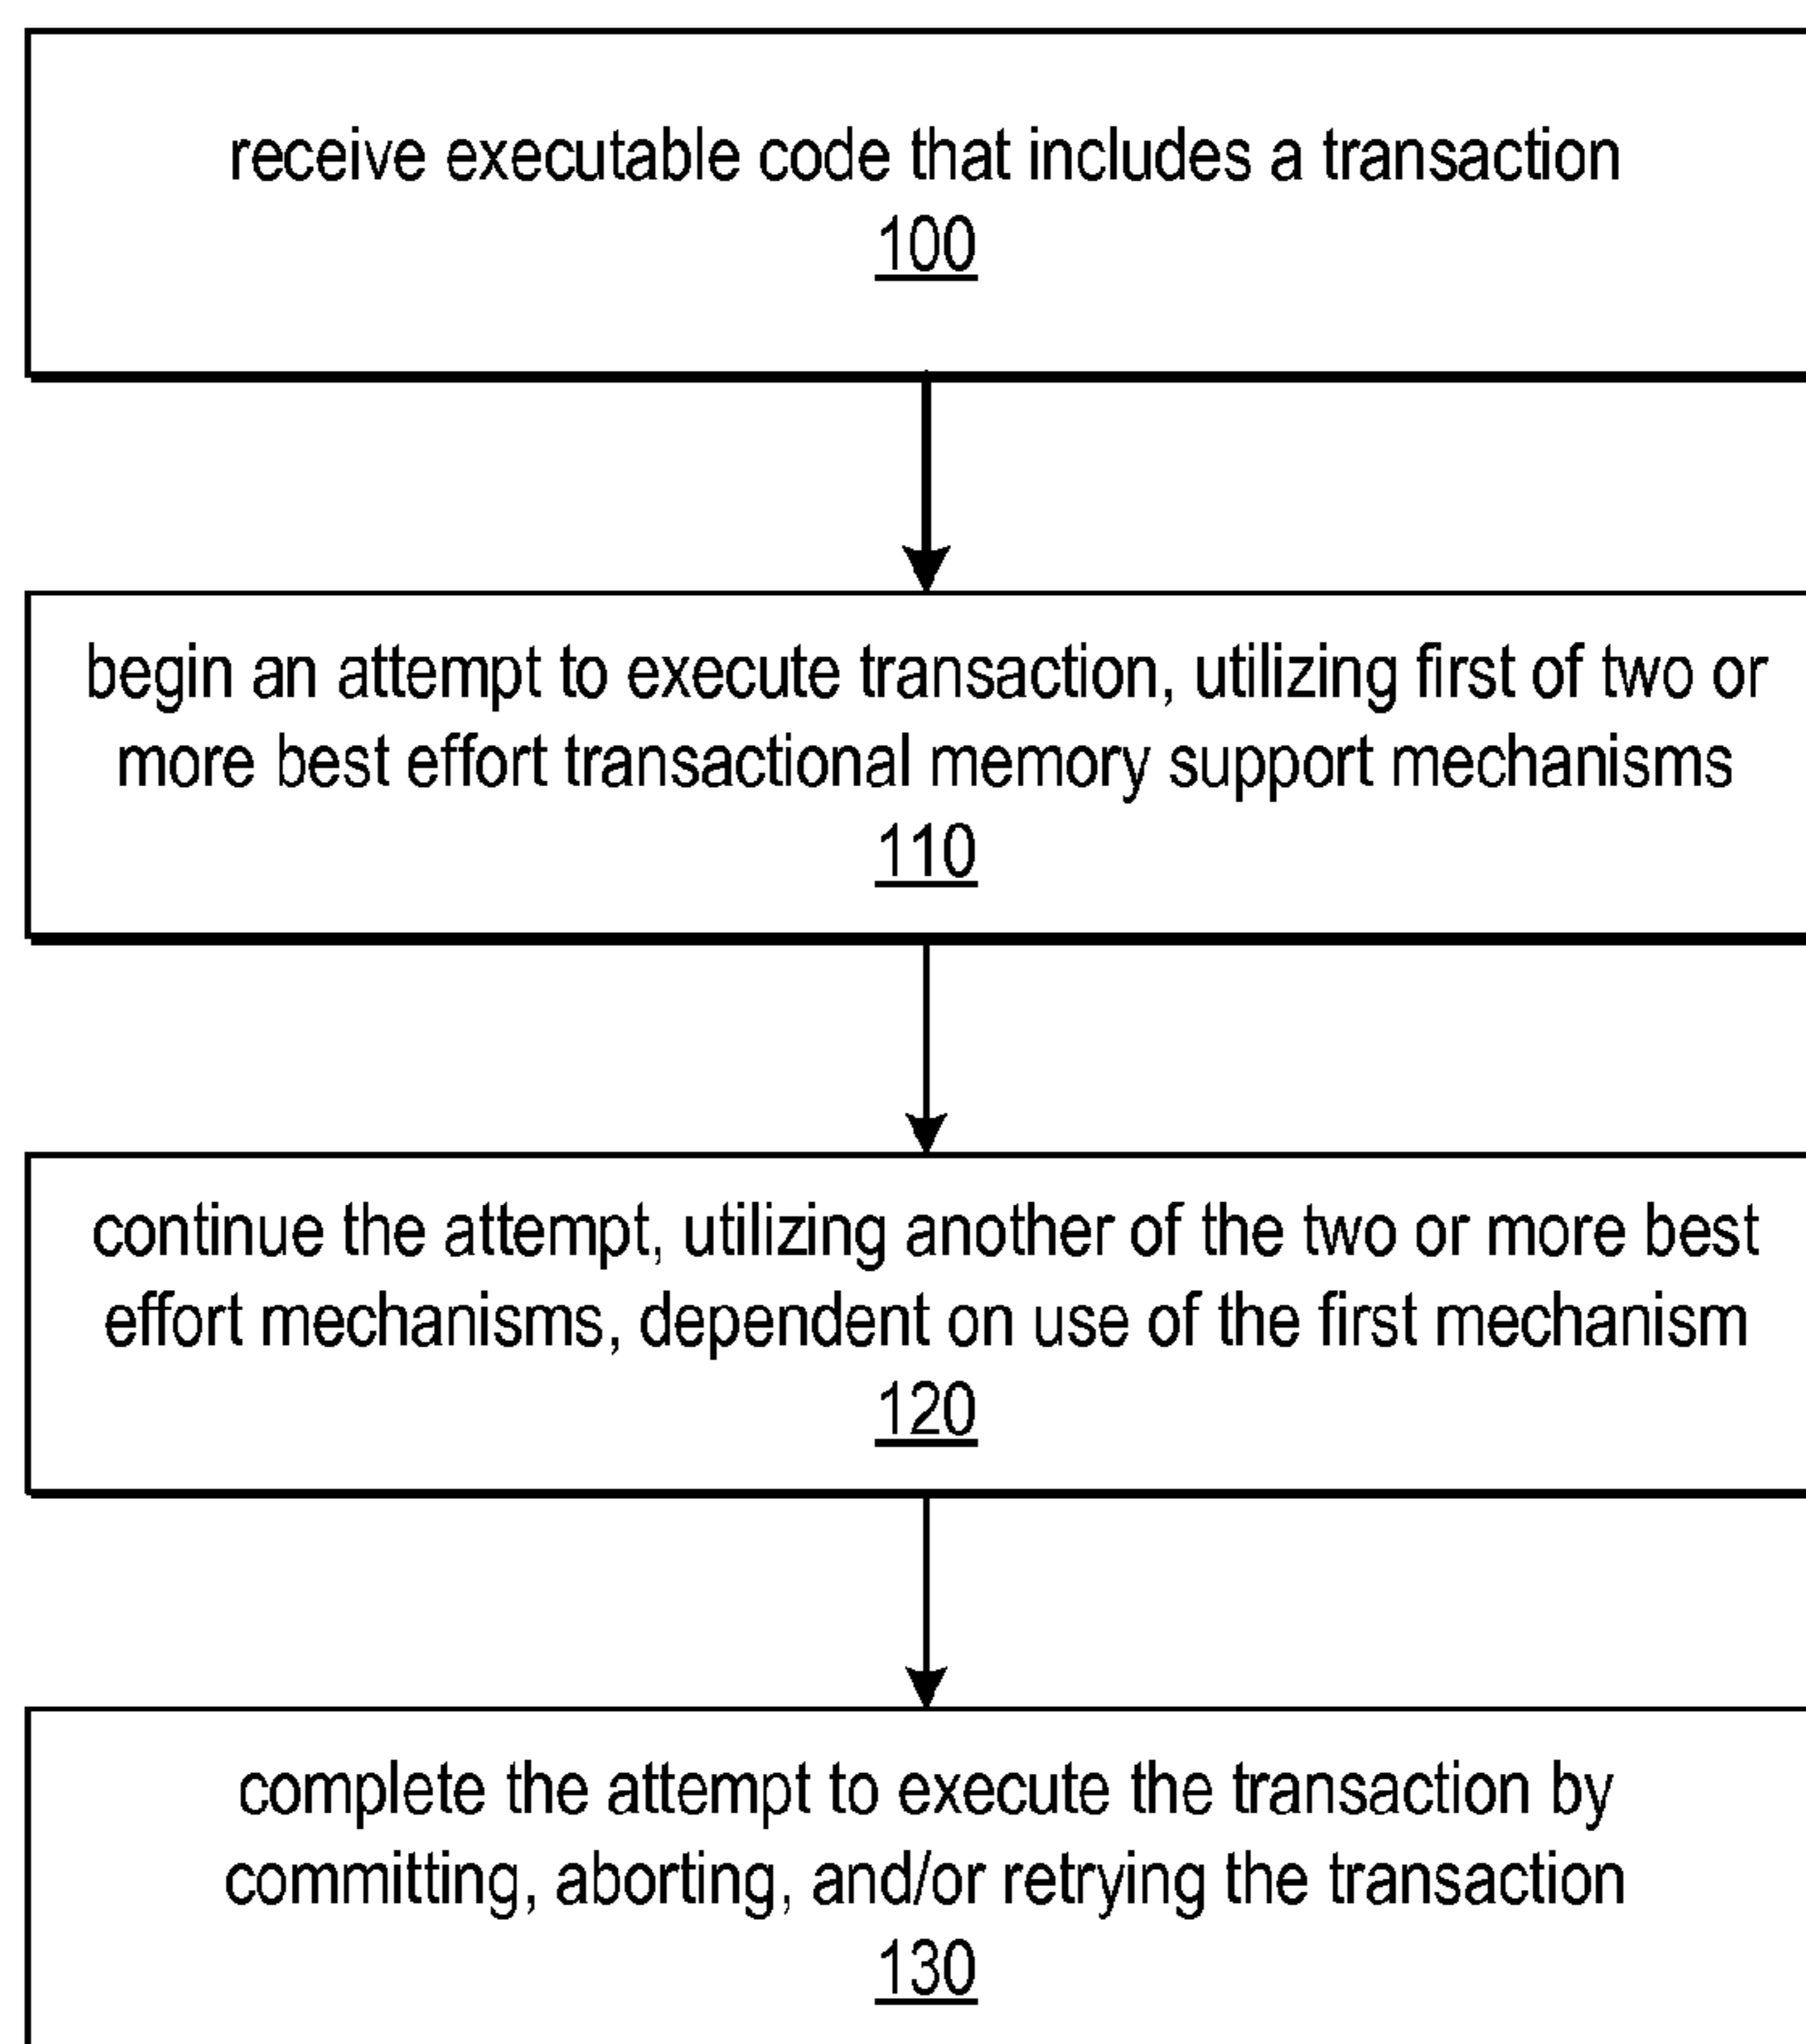 receive executable code that includes a transaction
100
begin an attempt to execute transaction, utilizing first of two or
more best effort transactional memory support mechanisms
110
continue the attempt, utilizing another of the two or more best
effort mechanisms, dependent on use of the first mechanism
120
complete the attempt to execute the transaction by
committing, aborting, and/or retrying the transaction
130